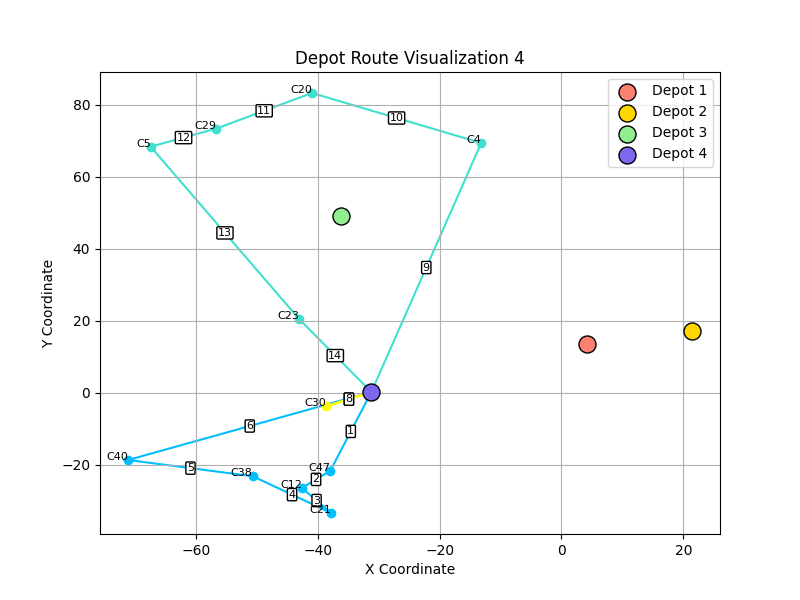 Depot Route Visualization 4
Depot 1
Depot 2
Depot 3
Depot 4
80
60
40
20
0
−20
−60
−40
−20
0
20
X Coordinate
Y Coordinate
C20
C29
C5
C4
C23
C30
C40
C38
C47
C12
C21
11
10
12
13
9
14
8
6
1
5
2
4
3